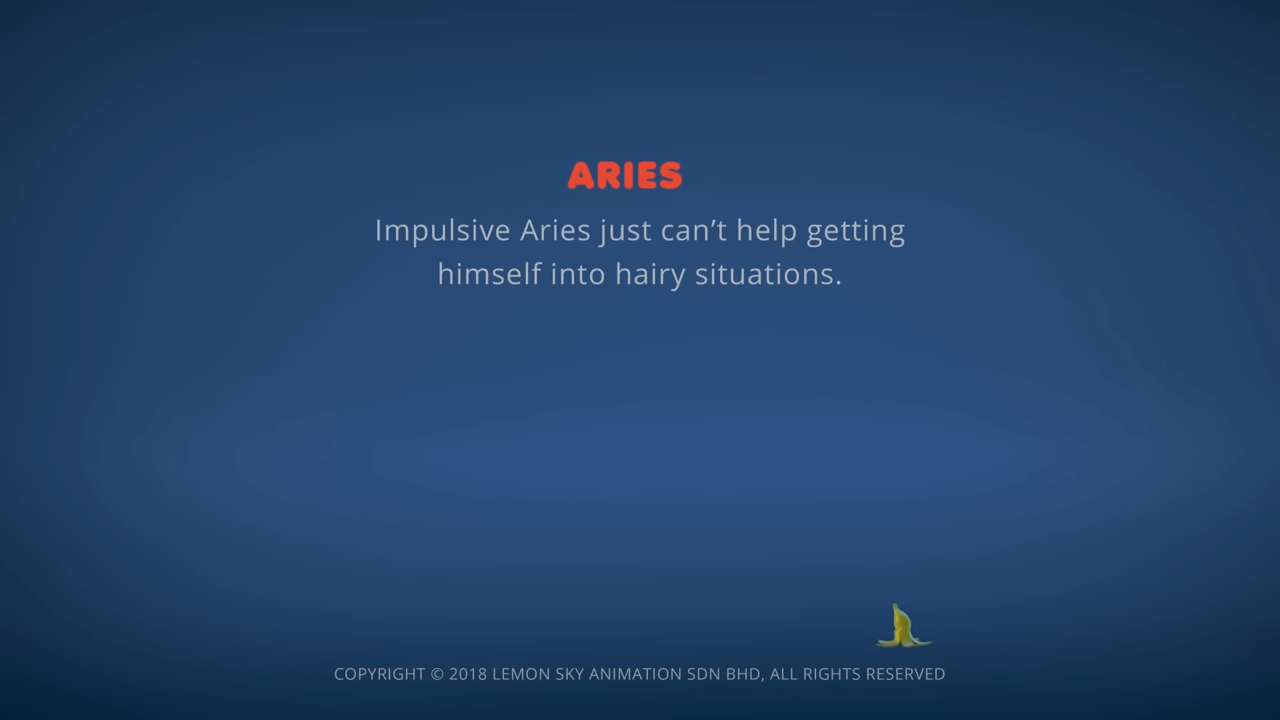 ARIES
Impulsive Aries just can’t help getting
himself into hairy situations.
COPYRIGHT © 2018 LEMON SKY ANIMATION SDN BHD, ALL RIGHTS RESERVED